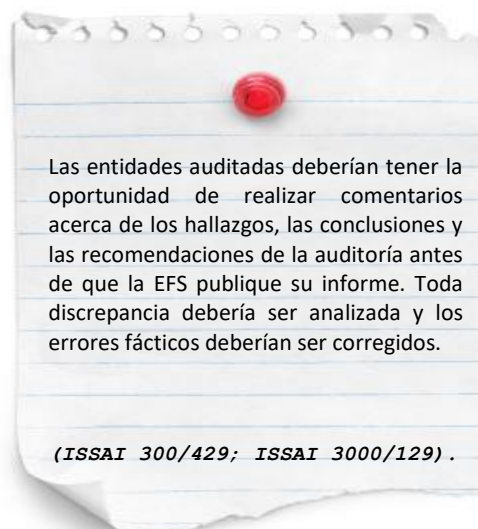 Las entidades auditadas deberían tener la
oportunidad de realizar comentarios
acerca de los hallazgos, las conclusiones y
las recomendaciones de la auditoría antes
de que la EFS publique su informe. Toda
discrepancia debería ser analizada y los
errores fácticos deberían ser corregidos.
(ISSAI 300/429; ISSAI 3000/129).